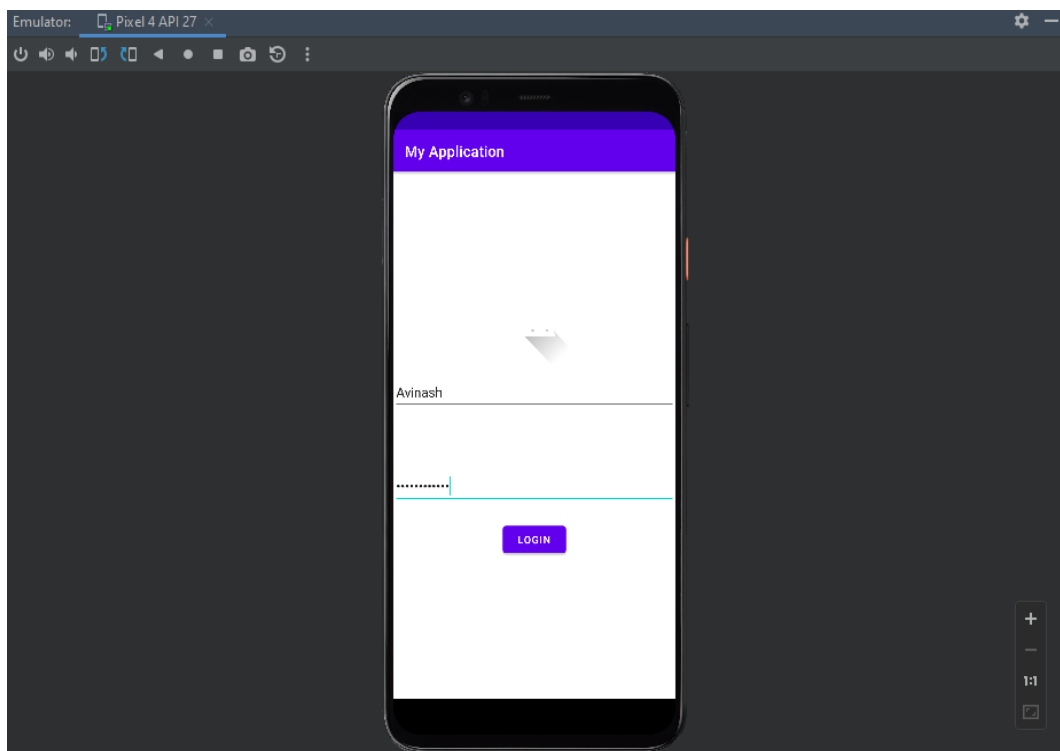 Emulator: Pixel 4 API 27
My Application
Avinash
............
LOGIN
1:1